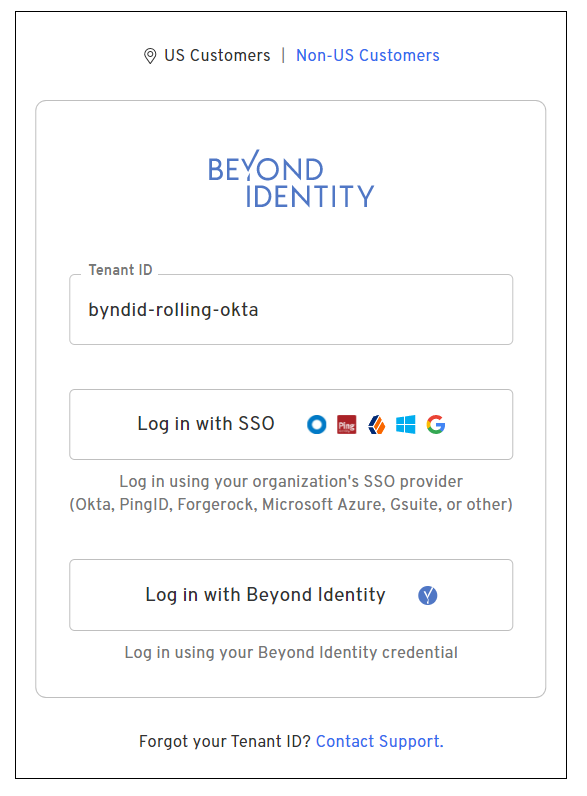 US Customers | Non-US Customers
BEYOND
IDENTITY
Tenant ID
byndid-rolling-okta
Log in with SSO Ping
Log in using your organization's SSO provider
(Okta, PingID, Forgerock, Microsoft Azure, Gsuite, or other)
Log in with Beyond Identity
Log in using your Beyond Identity credential
Forgot your Tenant ID? Contact Support.